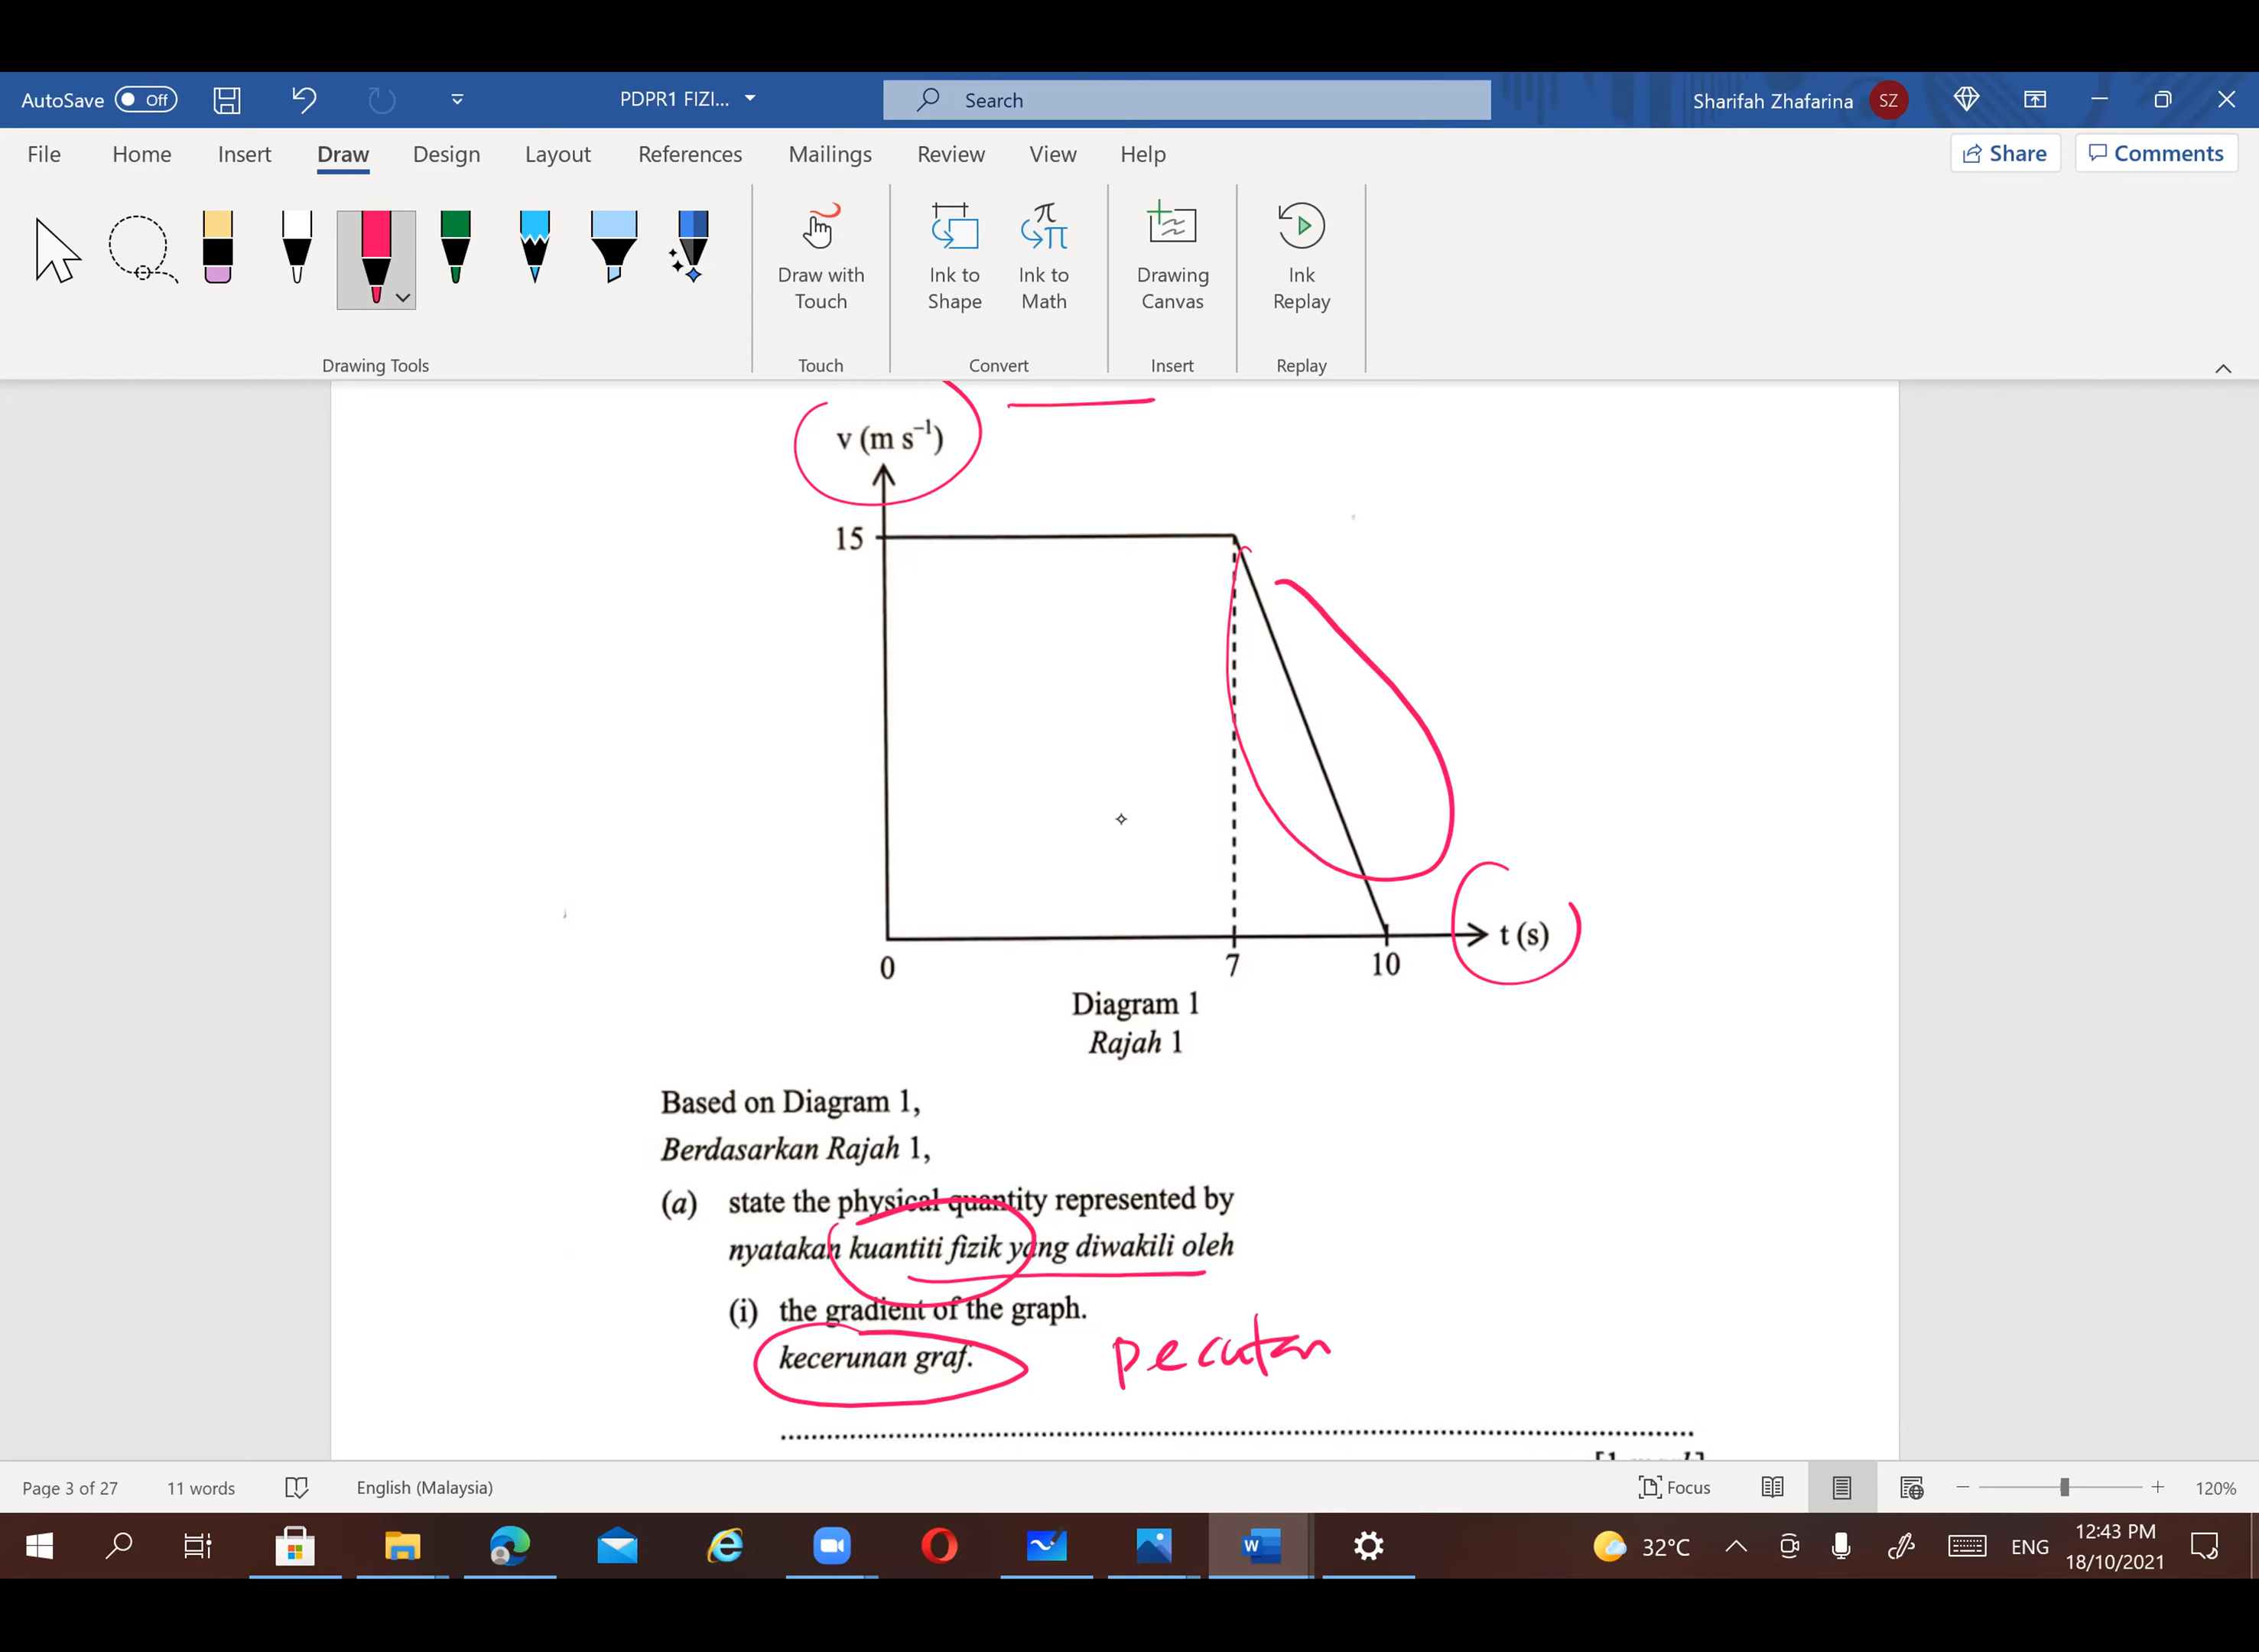 AutoSave Off PDPR1 FIZI... Search Sharifah Zhafarina SZ
File Home Insert Draw Design Layout References Mailings Review View Help Share Comments
Draw with Touch
Ink to Shape
Ink to Math
Drawing Canvas
Ink Replay
Drawing Tools Touch Convert Insert Replay
v (m s⁻¹)
15
t (s)
0 7 10
Diagram 1
Rajah 1
Based on Diagram 1,
Berdasarkan Rajah 1,
(a) state the physical quantity represented by
nyatakan kuantiti fizik yang diwakili oleh
(i) the gradient of the graph.
kecerunan graf.
pecutan
Page 3 of 27 11 words English (Malaysia) Focus 120%
32°C ENG 12:43 PM
18/10/2021